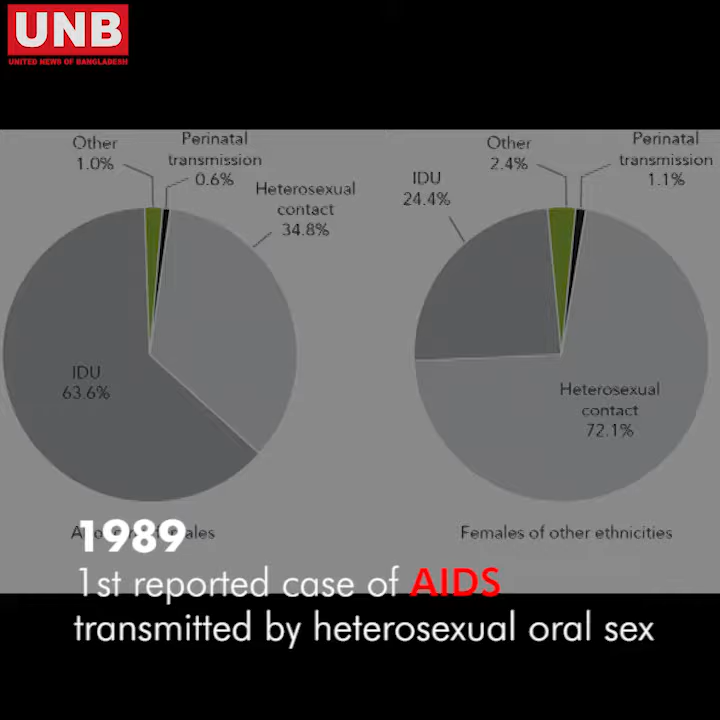 UNB
UNITED NEWS OF BANGLADESH
Other
1.0%
Perinatal
transmission
0.6%
Heterosexual
contact
34.8%
IDU
63.6%
Other
2.4%
Perinatal
transmission
1.1%
IDU
24.4%
Heterosexual
contact
72.1%
Females of other ethnicities
1989
1st reported case of AIDS
transmitted by heterosexual oral sex